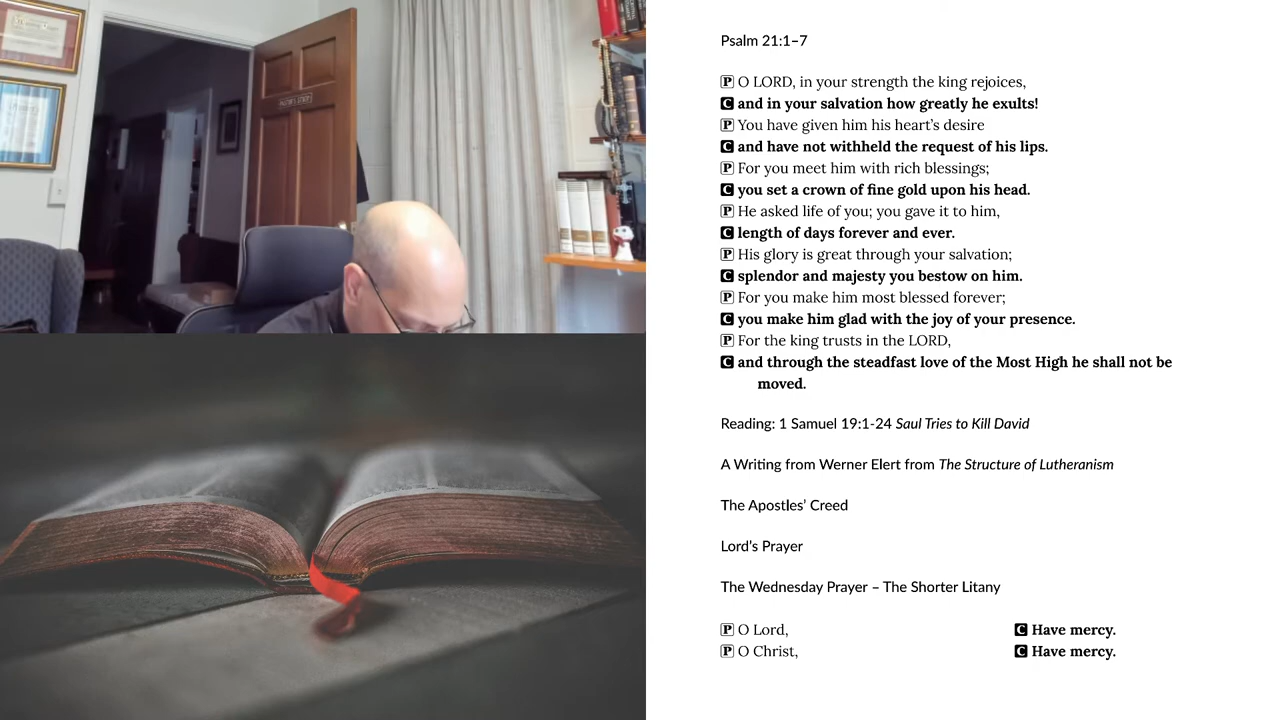 Psalm 21:1–7
P O LORD, in your strength the king rejoices,
C and in your salvation how greatly he exults!
P You have given him his heart’s desire
C and have not withheld the request of his lips.
P For you meet him with rich blessings;
C you set a crown of fine gold upon his head.
P He asked life of you; you gave it to him,
C length of days forever and ever.
P His glory is great through your salvation;
C splendor and majesty you bestow on him.
P For you make him most blessed forever;
C you make him glad with the joy of your presence.
P For the king trusts in the LORD,
C and through the steadfast love of the Most High he shall not be
moved.
Reading: 1 Samuel 19:1-24 Saul Tries to Kill David
A Writing from Werner Elert from The Structure of Lutheranism
The Apostles’ Creed
Lord’s Prayer
The Wednesday Prayer – The Shorter Litany
P O Lord, C Have mercy.
P O Christ, C Have mercy.